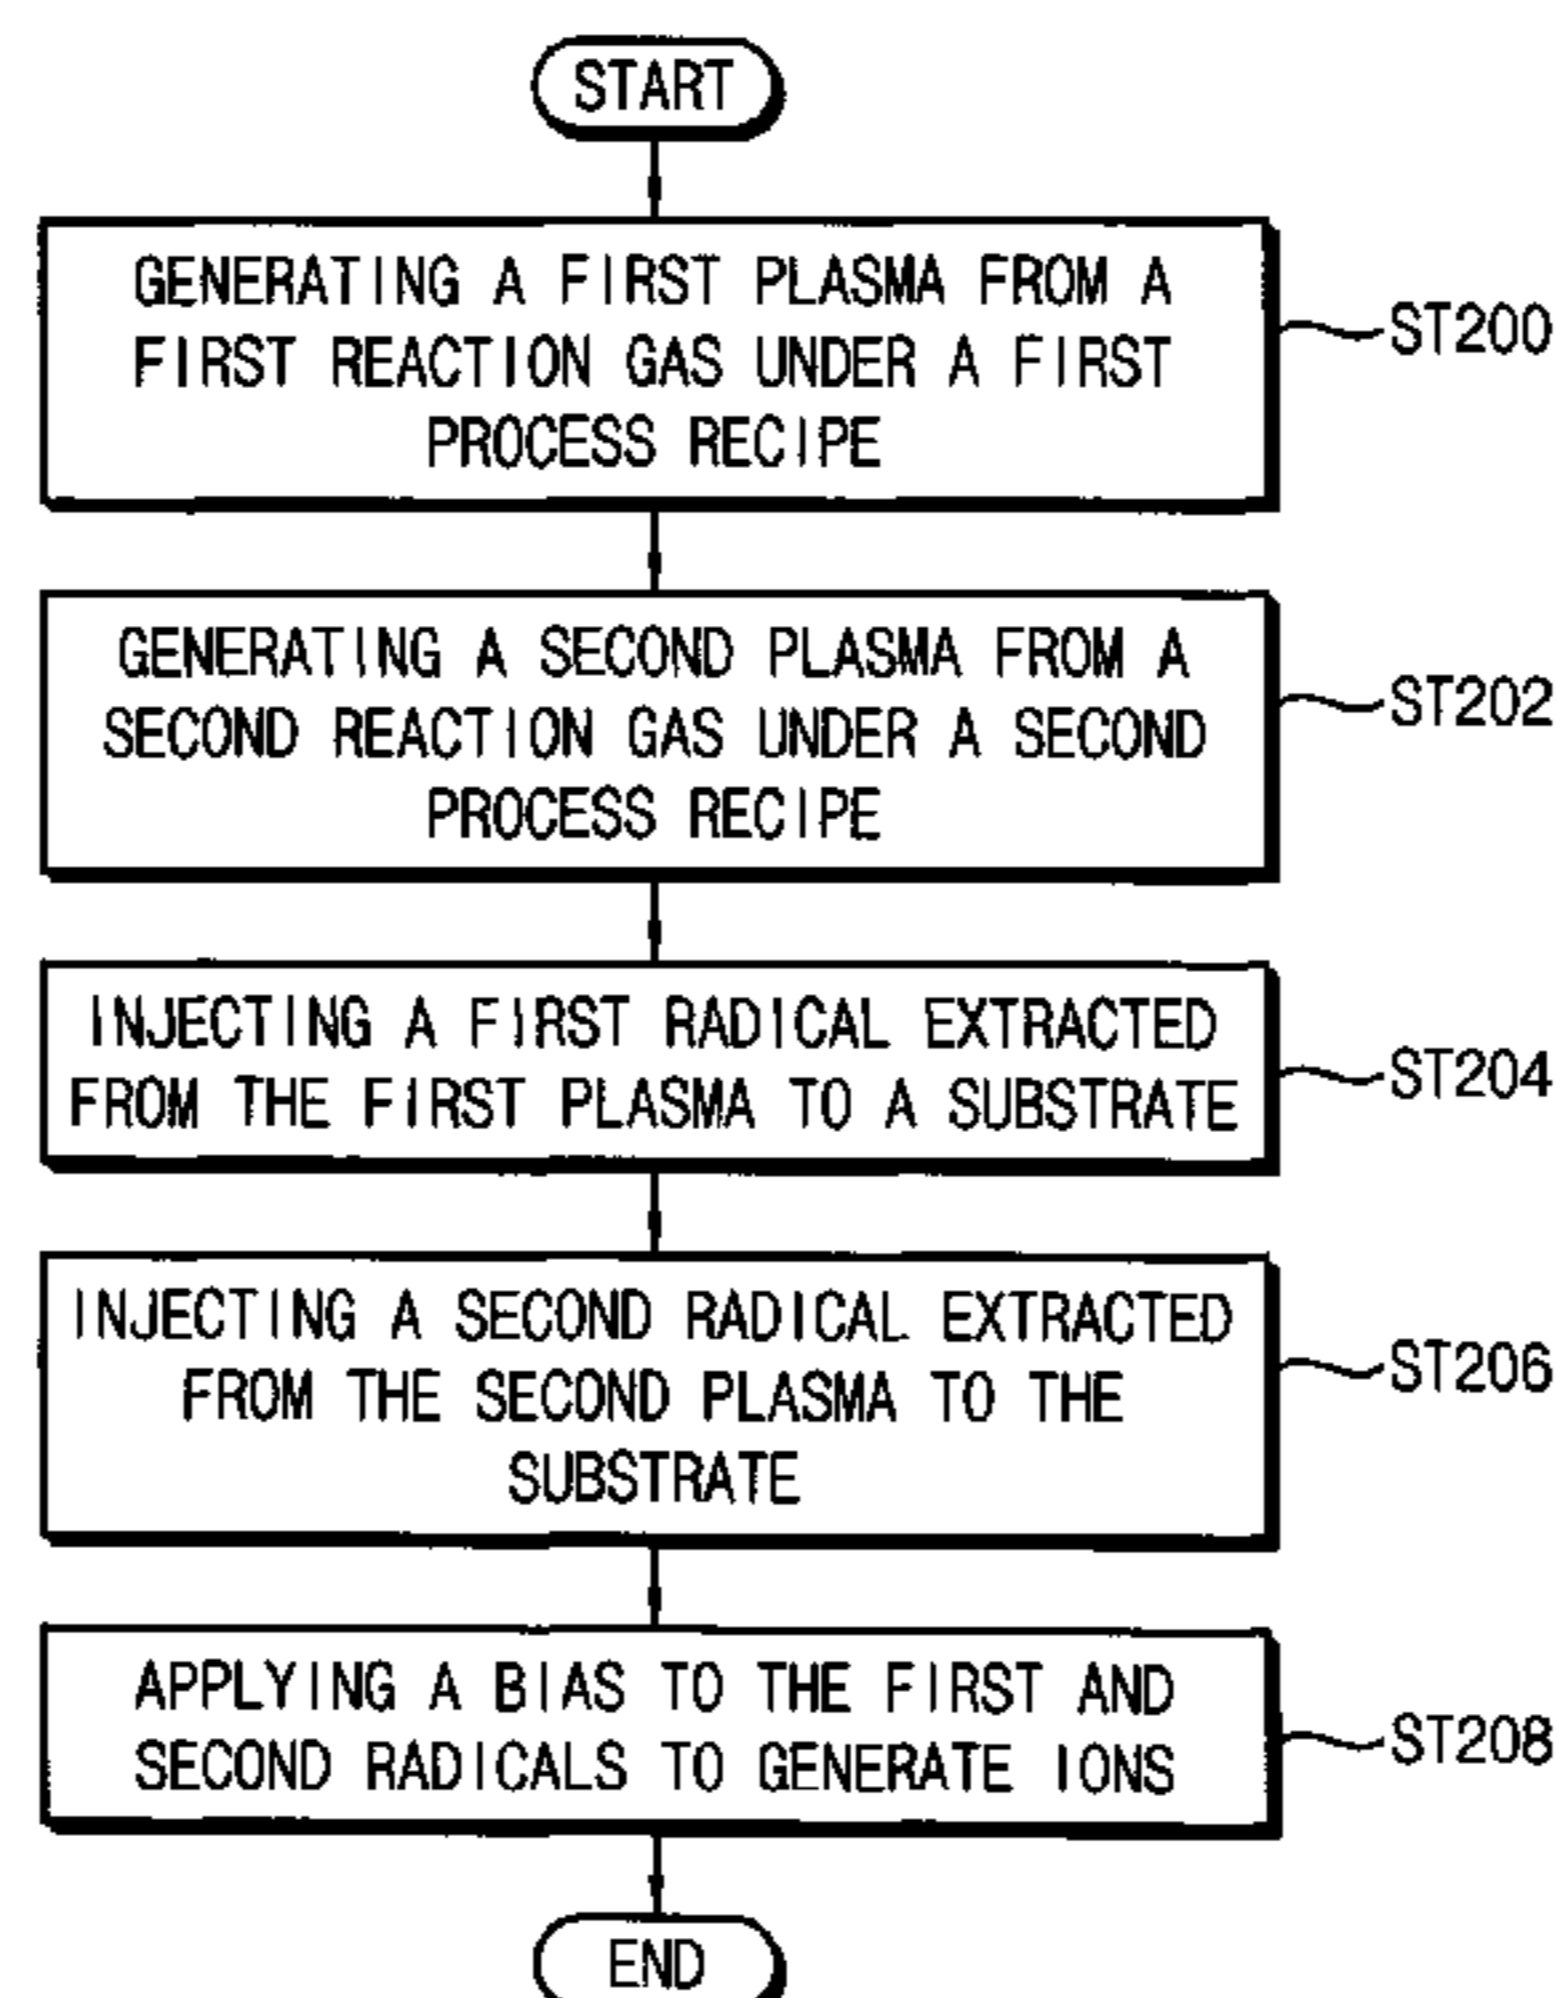 START
GENERATING A FIRST PLASMA FROM A
FIRST REACTION GAS UNDER A FIRST
PROCESS RECIPE
ST200
GENERATING A SECOND PLASMA FROM A
SECOND REACTION GAS UNDER A SECOND
PROCESS RECIPE
ST202
INJECTING A FIRST RADICAL EXTRACTED
FROM THE FIRST PLASMA TO A SUBSTRATE
ST204
INJECTING A SECOND RADICAL EXTRACTED
FROM THE SECOND PLASMA TO THE
SUBSTRATE
ST206
APPLYING A BIAS TO THE FIRST AND
SECOND RADICALS TO GENERATE IONS
ST208
END